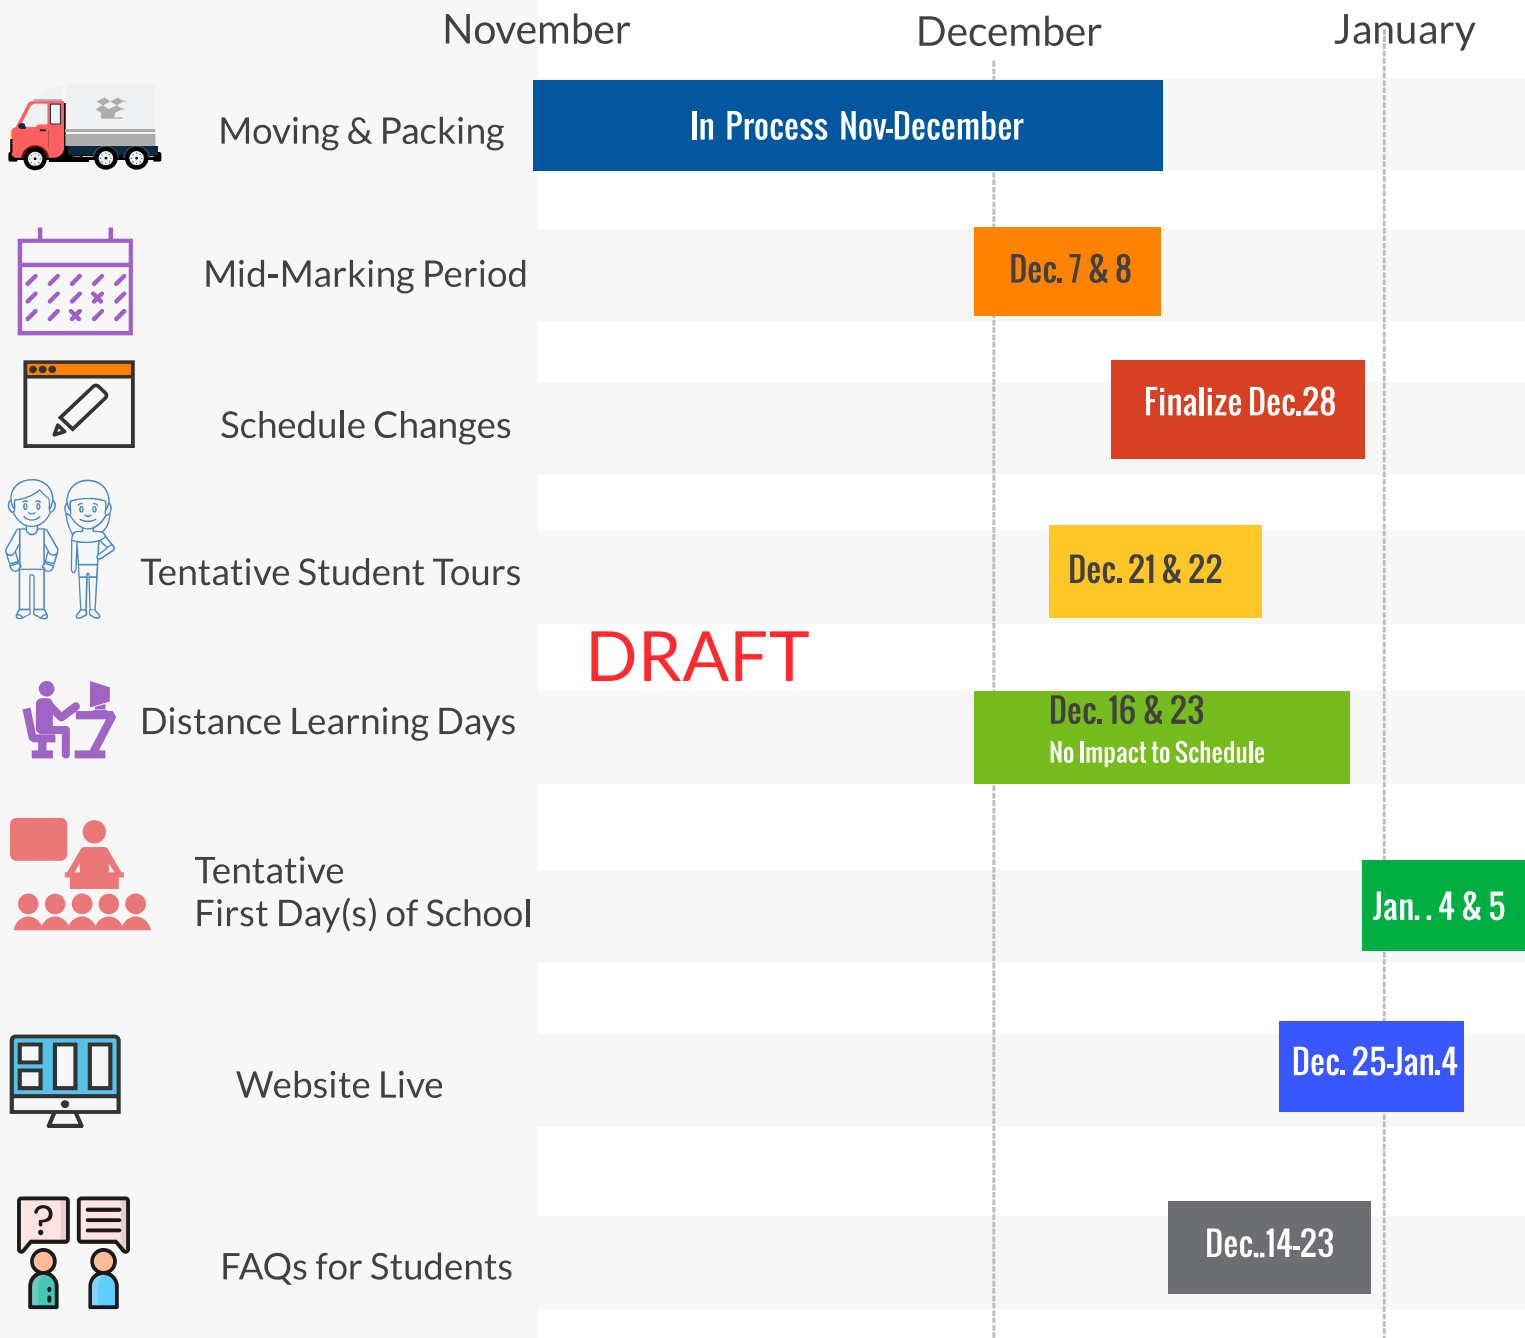 November
December
January
Moving & Packing
In Process Nov-December
Mid-Marking Period
Dec. 7 & 8
Schedule Changes
Finalize Dec.28
Tentative Student Tours
Dec. 21 & 22
DRAFT
Distance Learning Days
Dec. 16 & 23
No Impact to Schedule
Tentative
First Day(s) of School
Jan. . 4 & 5
Website Live
Dec. 25-Jan.4
?
FAQs for Students
Dec..14-23